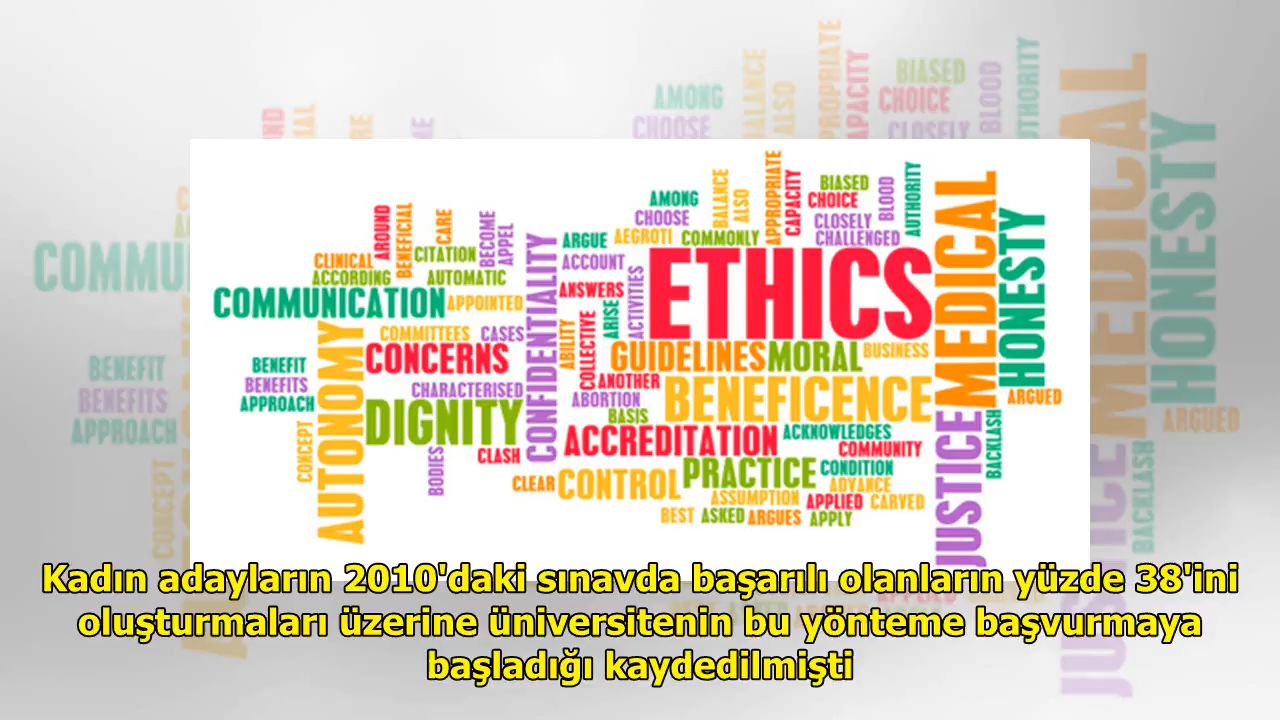 AMONG
CHOOSE
BALANCE
ALSO
APPROPRIATE
CAPACITY
BIASED
CHOICE
CLOSELY
CHALLENGED
BLOOD
AUTHORITY
MEDICAL
HONESTY
AROUND
BENEFICIAL
CARE
CITATION
BECOME
APPEL
CLINICAL
ACCORDING
AUTOMATIC
COMMUNICATION
APPOINTED
CONFIDENTIALITY
ARGUE
AEGROTI
COMMONLY
ACCOUNT
ANSWERS
ACTIVITIES
ARISE
ETHICS
COMMITTEES
CASES
ABILITY
COLLECTIVE
GUIDELINES
MORAL
BUSINESS
BENEFIT
BENEFITS
APPROACH
AUTONOMY
CONCERNS
CHARACTERISED
ANOTHER
ABORTION
BASIS
BENEFICENCE
ARGUED
DIGNITY
ACCREDITATION
ACKNOWLEDGES
COMMUNITY
JUSTICE
BACKLASH
CONCEPT
BODIES
CLASH
CLEAR
CONTROL
PRACTICE
CONDITION
ADVANCE
ASSUMPTION
APPLIED
CARVED
BEST
ASKED
ARGUES
APPLY
Kadın adayların 2010'daki sınavda başarılı olanların yüzde 38'ini
oluşturmaları üzerine üniversitenin bu yönteme başvurmaya
başladığı kaydedilmişti